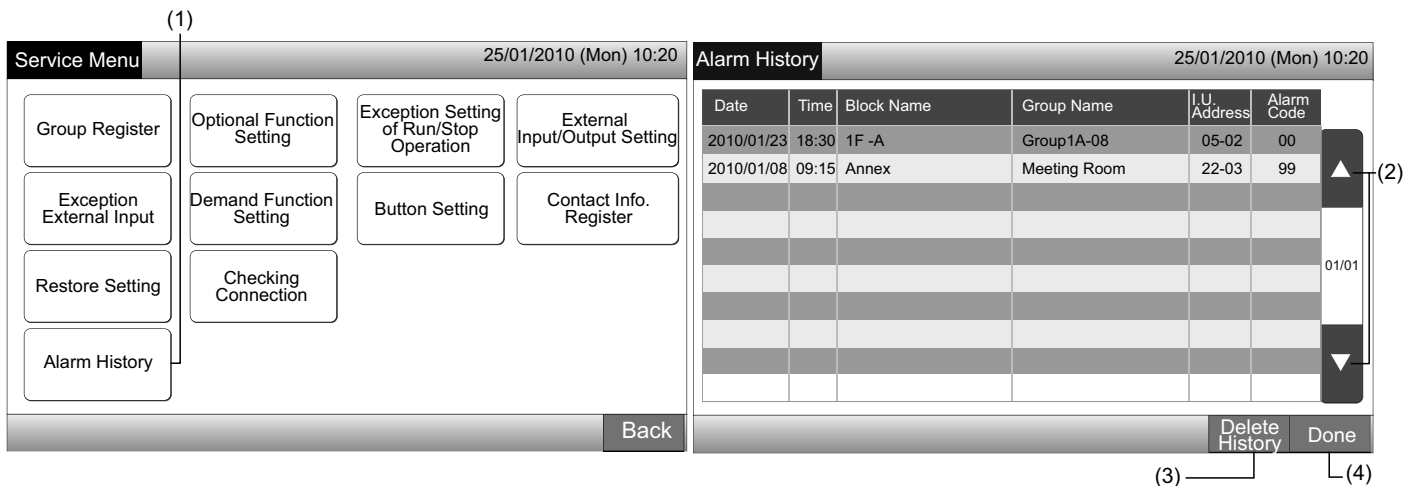 (1)
Service Menu
25/01/2010 (Mon) 10:20
Group Register
Optional Function
Setting
Exception Setting
of Run/Stop
Operation
External
Input/Output Setting
Exception
External Input
Demand Function
Setting
Button Setting
Contact Info.
Register
Restore Setting
Checking
Connection
Alarm History
Back
Alarm History
25/01/2010 (Mon) 10:20
Date Time Block Name Group Name I.U. Address Alarm Code
2010/01/23 18:30 1F -A Group1A-08 05-02 00
2010/01/08 09:15 Annex Meeting Room 22-03 99
(2)
01/01
Delete
History
Done
(3)
(4)